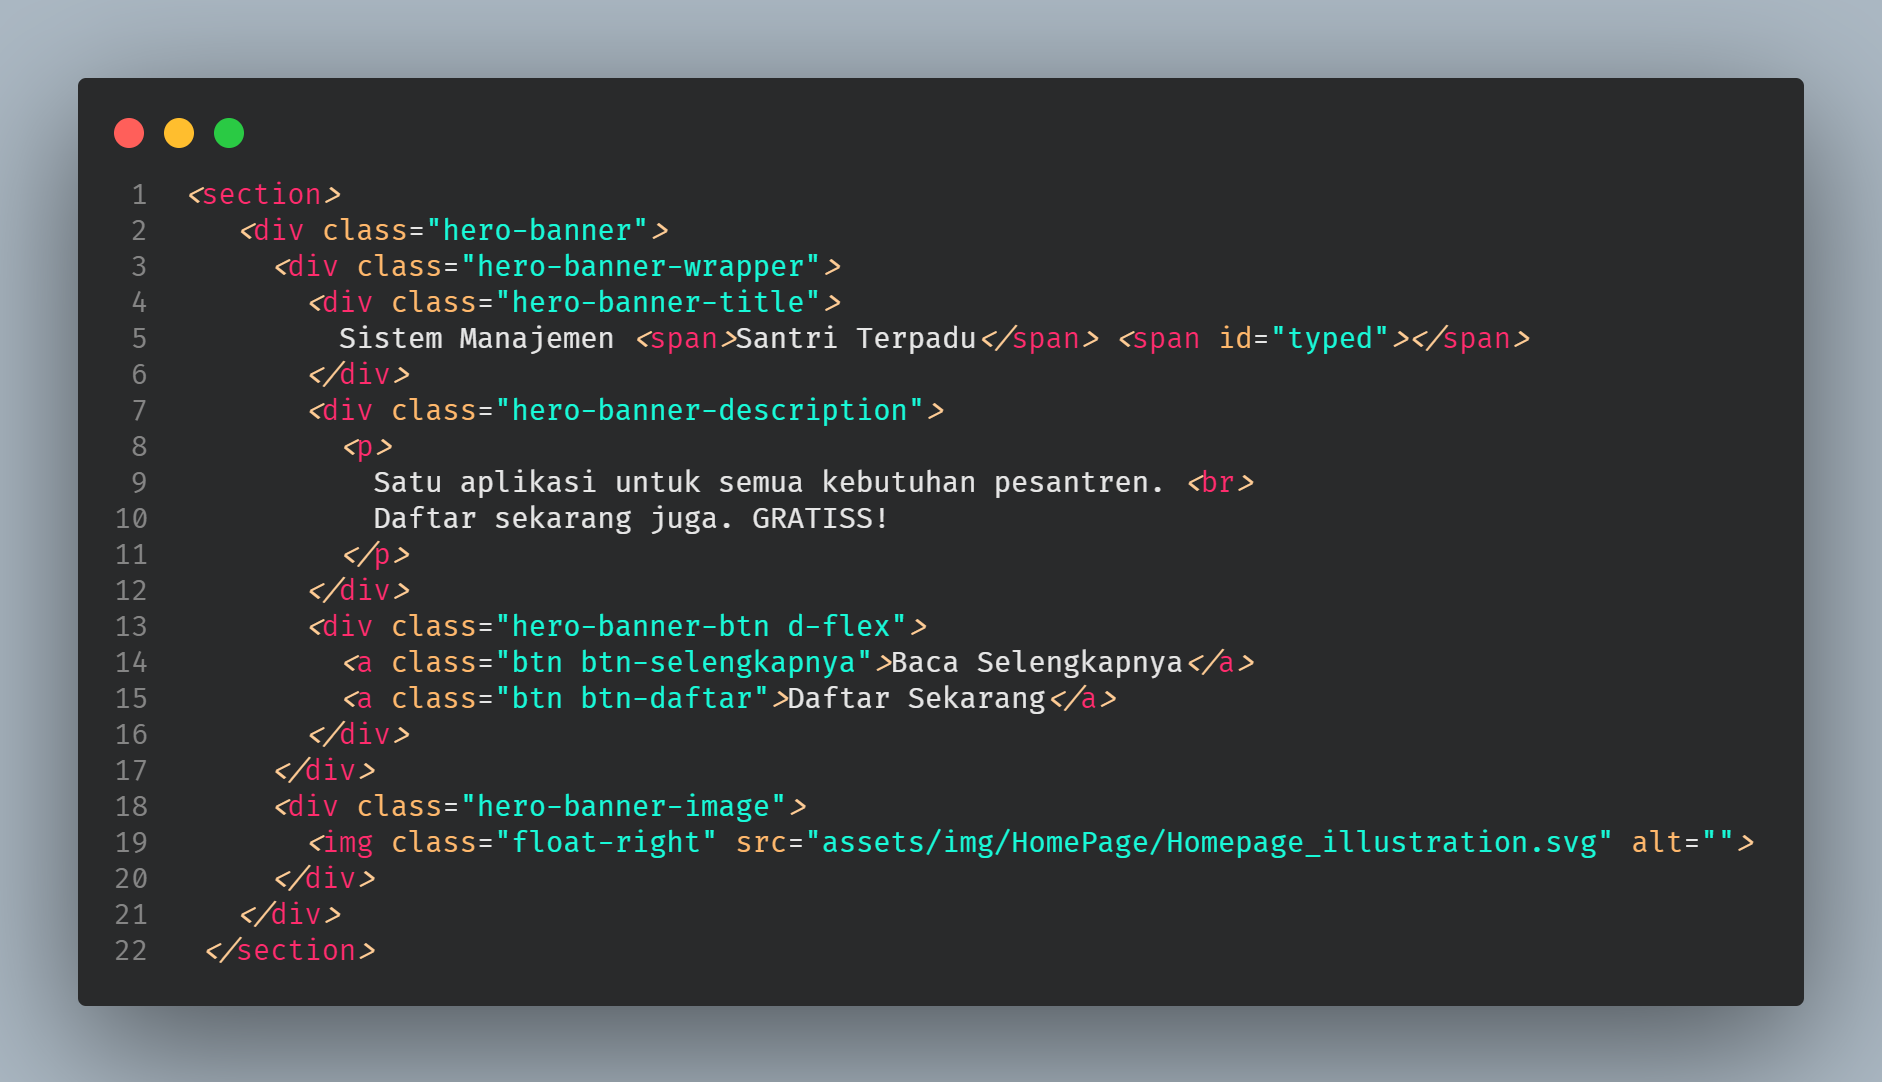 1 <section>
2    <div class="hero-banner">
3      <div class="hero-banner-wrapper">
4        <div class="hero-banner-title">
5          Sistem Manajemen <span>Santri Terpadu</span> <span id="typed"></span>
6        </div>
7        <div class="hero-banner-description">
8          <p>
9            Satu aplikasi untuk semua kebutuhan pesantren. <br>
10            Daftar sekarang juga. GRATISS!
11          </p>
12        </div>
13        <div class="hero-banner-btn d-flex">
14          <a class="btn btn-selengkapnya">Baca Selengkapnya</a>
15          <a class="btn btn-daftar">Daftar Sekarang</a>
16        </div>
17      </div>
18      <div class="hero-banner-image">
19        <img class="float-right" src="assets/img/HomePage/Homepage_illustration.svg" alt="">
20      </div>
21    </div>
22  </section>